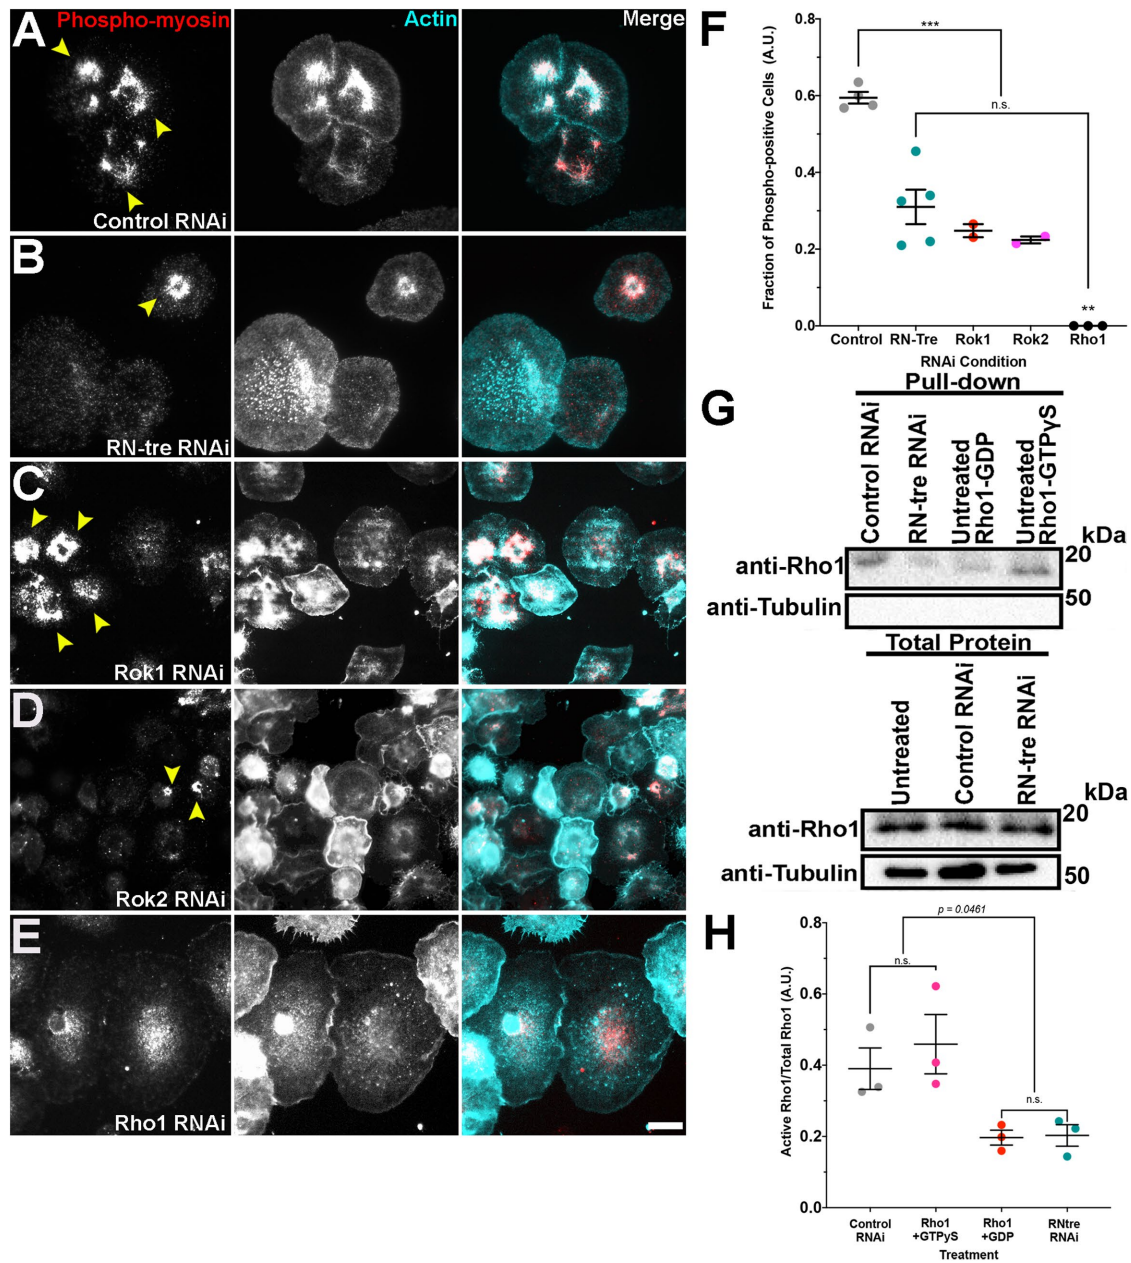 A
Phospho-myosin
Actin
Merge
Control RNAi
B
RN-tre RNAi
C
Rok1 RNAi
D
Rok2 RNAi
E
Rho1 RNAi
F
Fraction of Phospho-positive Cells (A.U.)
0.8
0.6
0.4
0.2
0.0
***
n.s.
**
Control RN-Tre Rok1 Rok2 Rho1
RNAi Condition
G
Pull-down
Control RNAi
RN-tre RNAi
Untreated
Rho1-GDP
Untreated
Rho1-GTPyS
kDa
anti-Rho1
20
anti-Tubulin
50
Total Protein
Untreated
Control RNAi
RN-tre RNAi
kDa
anti-Rho1
20
anti-Tubulin
50
H
Active Rho1/Total Rho1 (A.U.)
0.8
0.6
0.4
0.2
0.0
p = 0.0461
n.s.
n.s.
Control
RNAi
Rho1
+GTPyS
Rho1
+GDP
RNtre
RNAi
Treatment